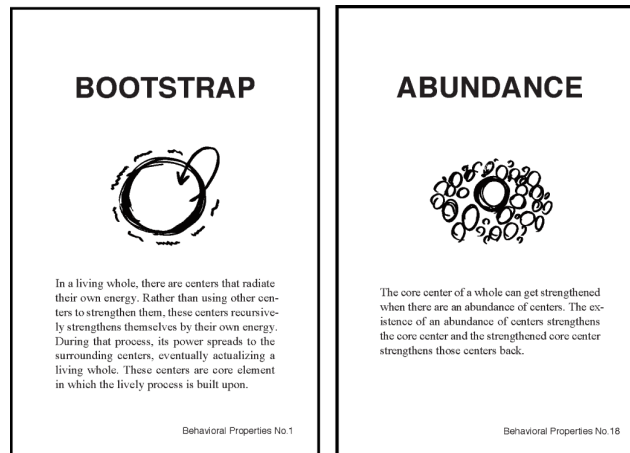 BOOTSTRAP
In a living whole, there are centers that radiate
their own energy. Rather than using other cen-
ters to strengthen them, these centers recursive-
ly strengthens themselves by their own energy.
During that process, its power spreads to the
surrounding centers, eventually actualizing a
living whole. These centers are core element
in which the lively process is built upon.
Behavioral Properties No.1
ABUNDANCE
The core center of a whole can get strengthened
when there are an abundance of centers. The ex-
istence of an abundance of centers strengthens
the core center and the strengthened core center
strengthens those centers back.
Behavioral Properties No.18